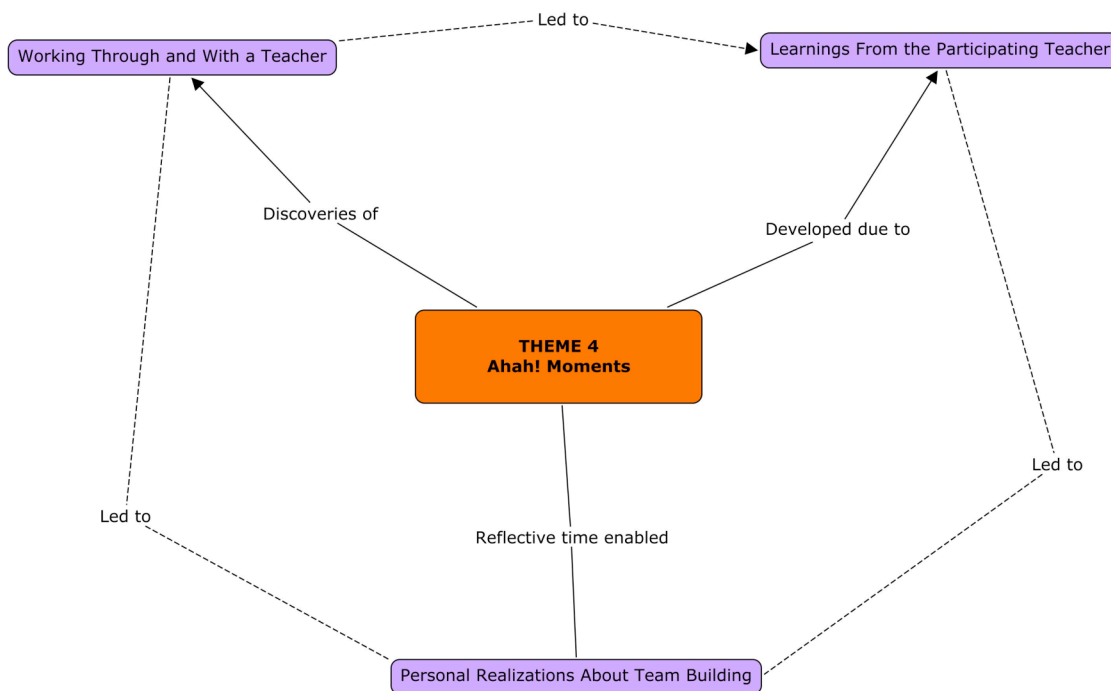 Led to
Working Through and With a Teacher
Learnings From the Participating Teacher
Discoveries of
Developed due to
THEME 4
Ahah! Moments
Led to
Led to
Reflective time enabled
Personal Realizations About Team Building